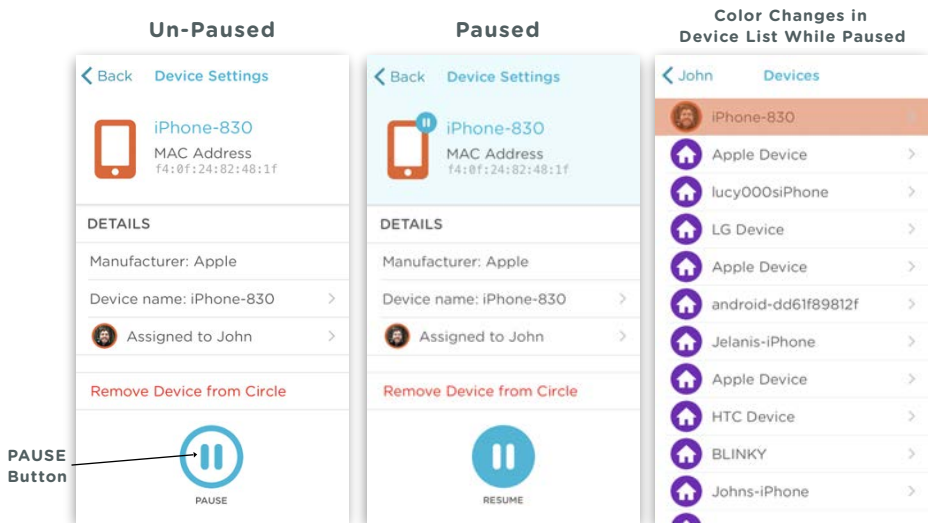 Un-Paused
Back Device Settings
iPhone-830
MAC Address
f4:0f:24:82:48:1f
DETAILS
Manufacturer: Apple
Device name: iPhone-830
Assigned to John
Remove Device from Circle
PAUSE
Button
PAUSE
Paused
Back Device Settings
iPhone-830
MAC Address
f4:0f:24:82:48:1f
DETAILS
Manufacturer: Apple
Device name: iPhone-830
Assigned to John
Remove Device from Circle
RESUME
Color Changes in
Device List While Paused
John Devices
iPhone-830
Apple Device
lucy000siPhone
LG Device
Apple Device
android-dd61f89812f
Jelanis-iPhone
Apple Device
HTC Device
BLINKY
Johns-iPhone